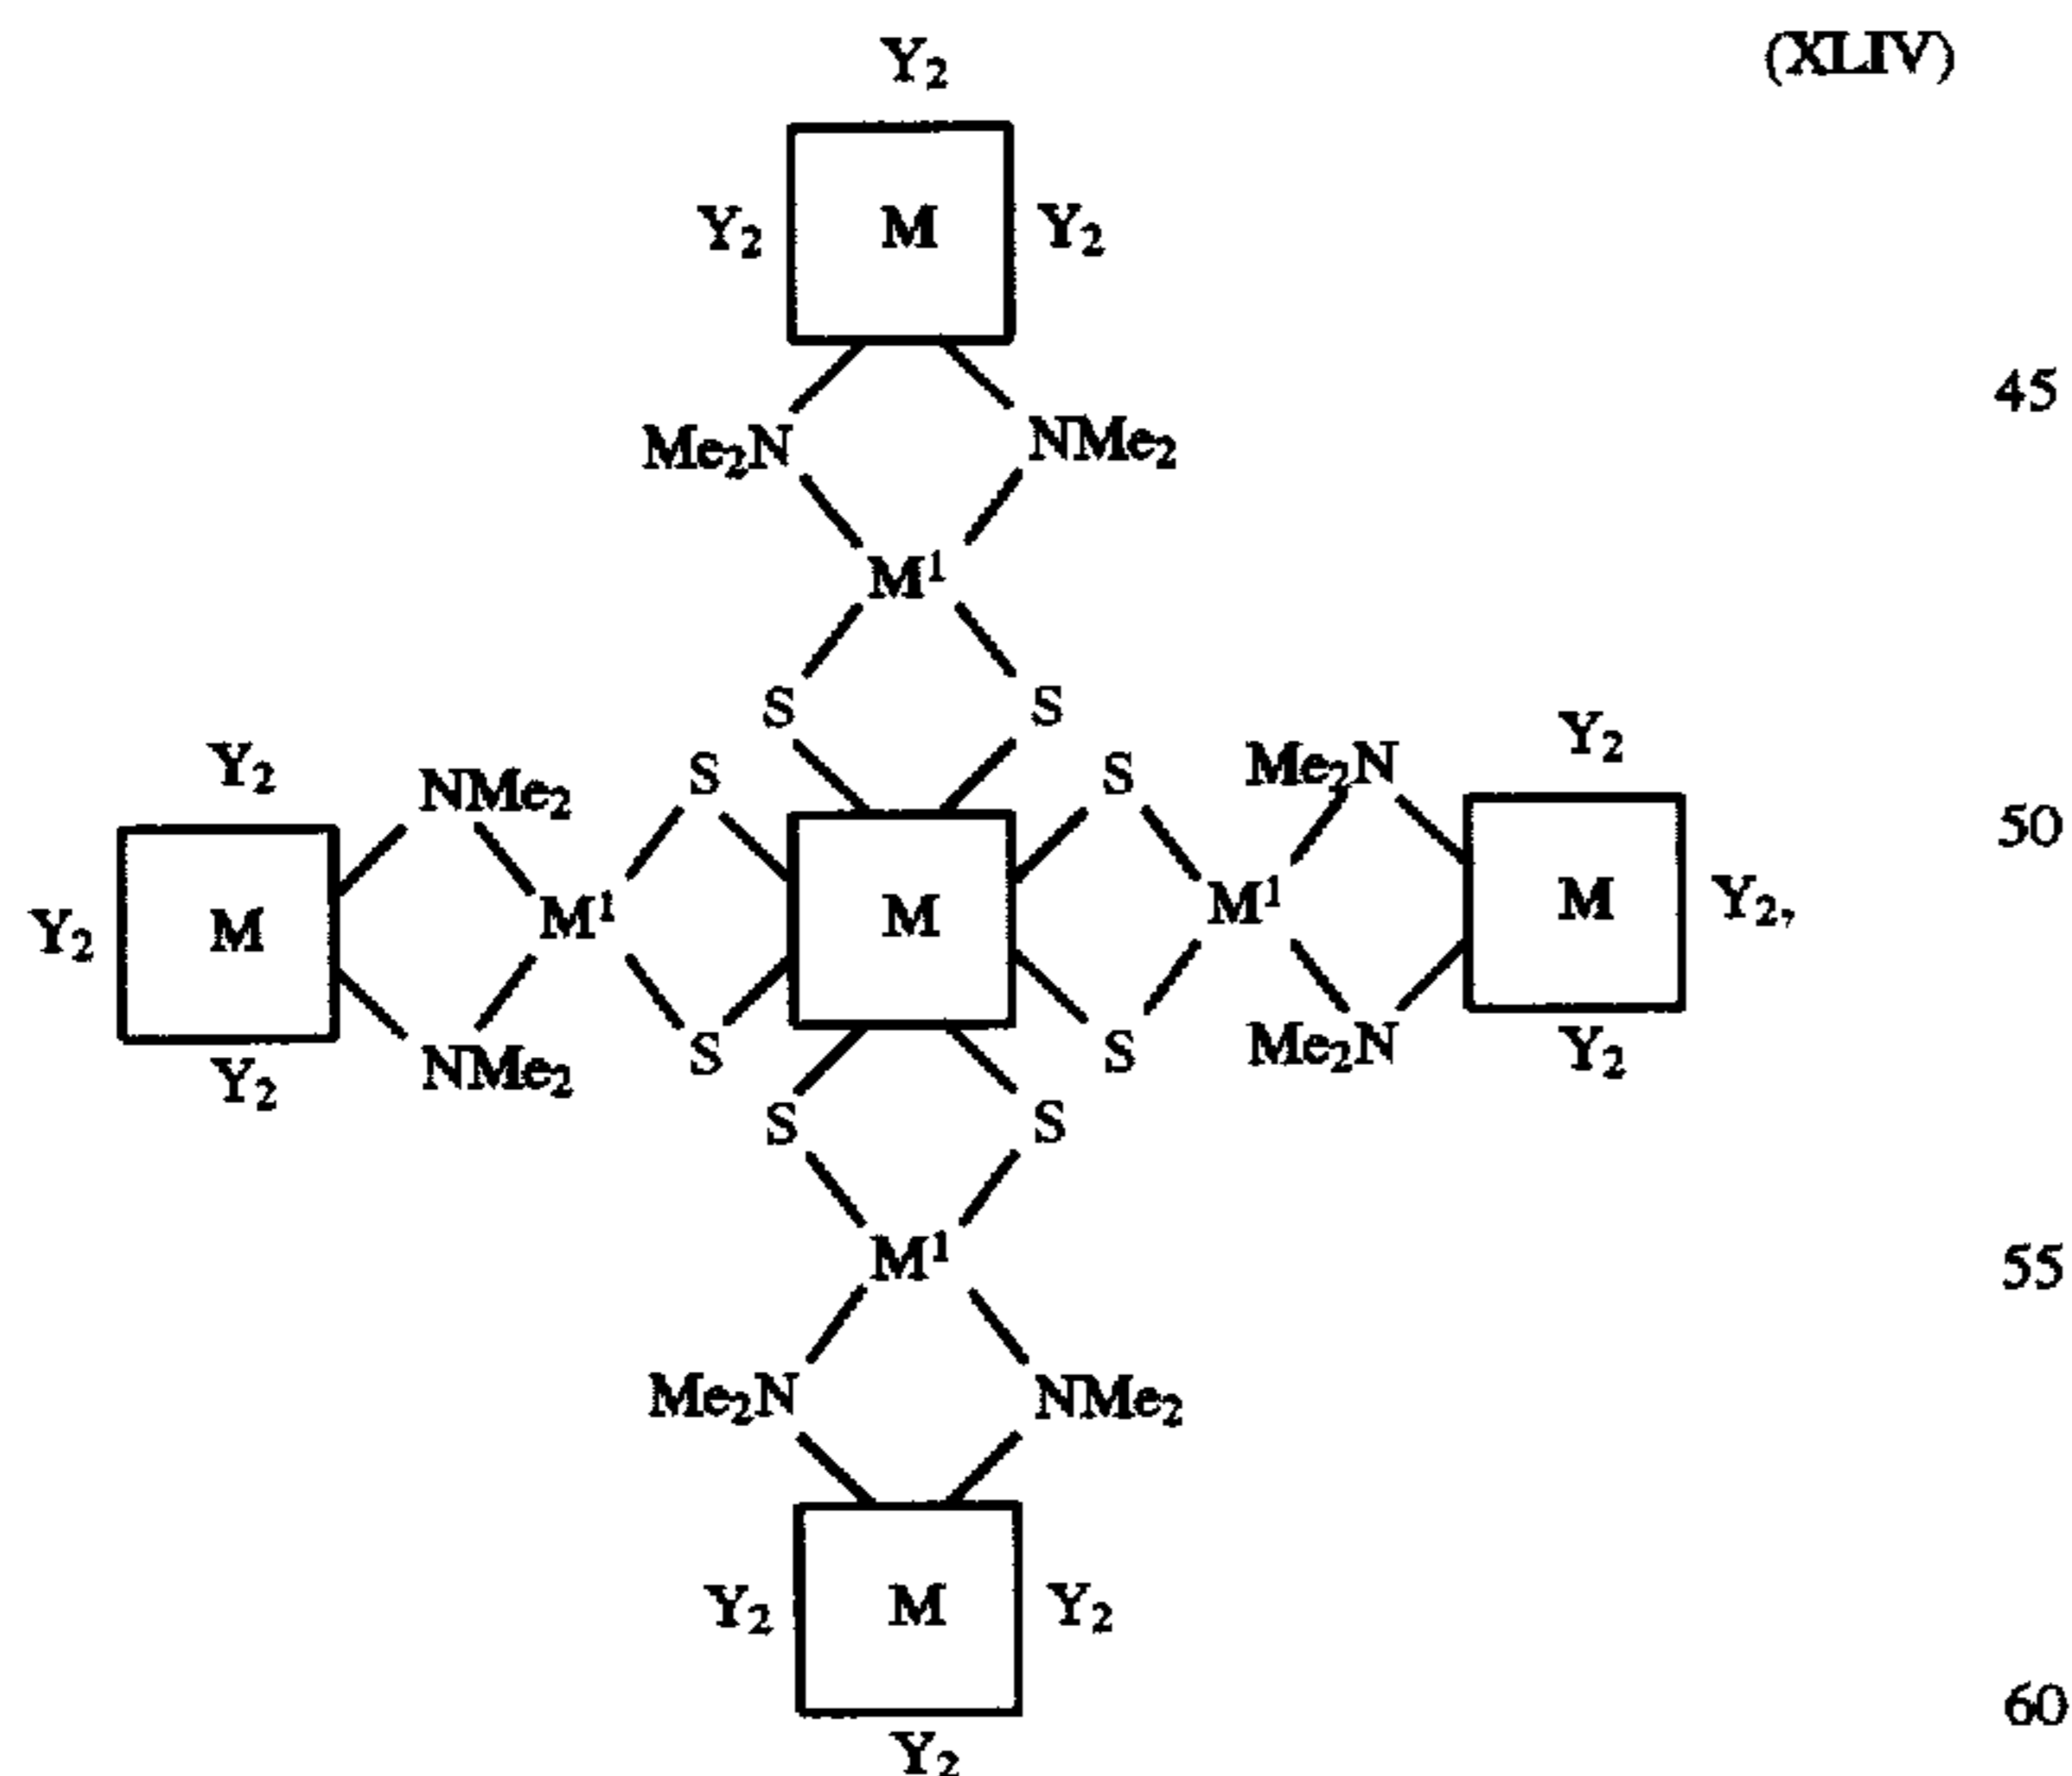 Y₂ (XLIV)
Y₂ M Y₂
45
Me₂N NMe₂
M¹
S S
Y₂ NMe₂ S S Me₂N Y₂
50
Y₂ M M¹ M M¹ M Y₂,
Y₂ NMe₂ S S Me₂N Y₂
S S
M¹ 55
Me₂N NMe₂
Y₂ M Y₂
60
Y₂